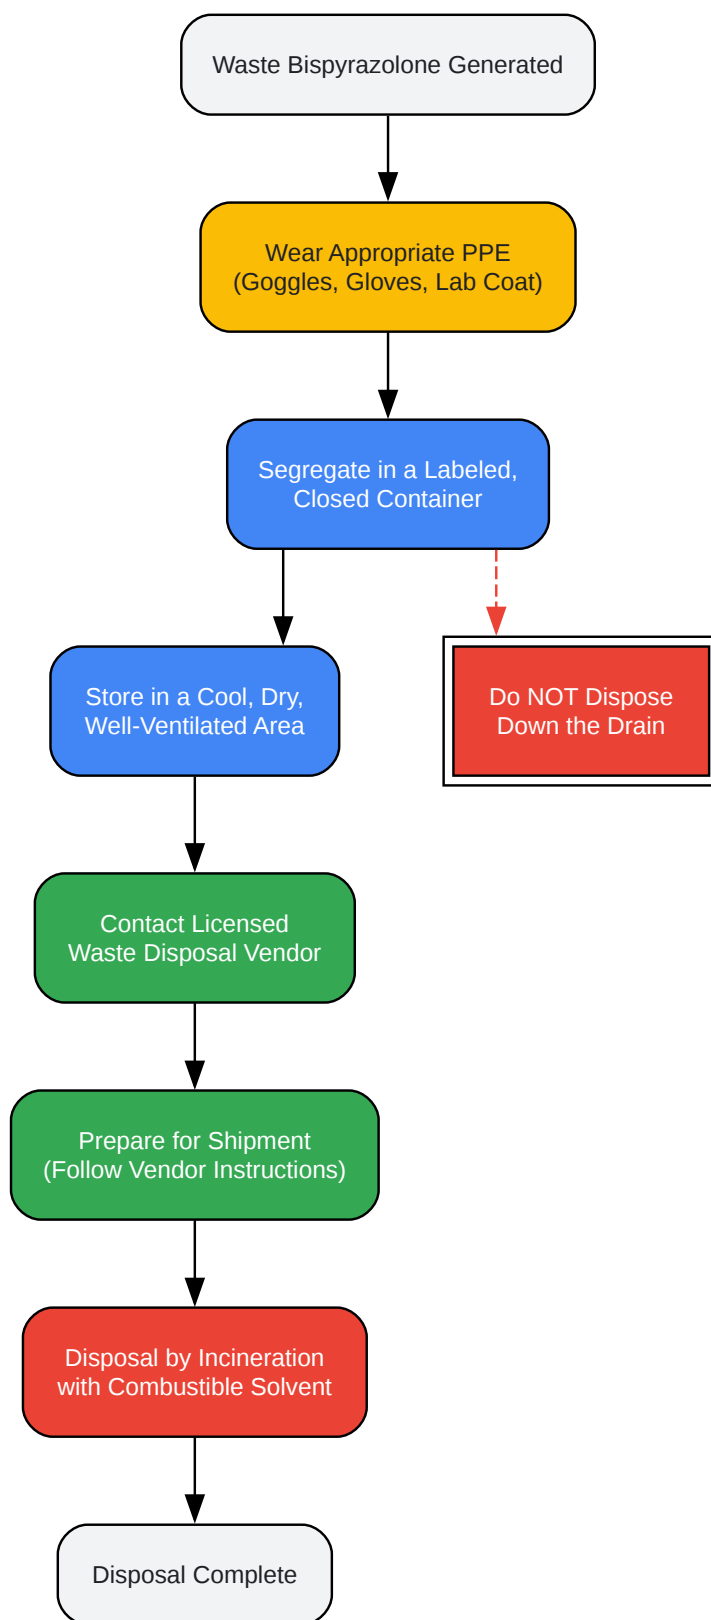 Waste Bispyrazolone Generated
Wear Appropriate PPE
(Goggles, Gloves, Lab Coat)
Segregate in a Labeled,
Closed Container
Store in a Cool, Dry,
Well-Ventilated Area
Do NOT Dispose
Down the Drain
Contact Licensed
Waste Disposal Vendor
Prepare for Shipment
(Follow Vendor Instructions)
Disposal by Incineration
with Combustible Solvent
Disposal Complete